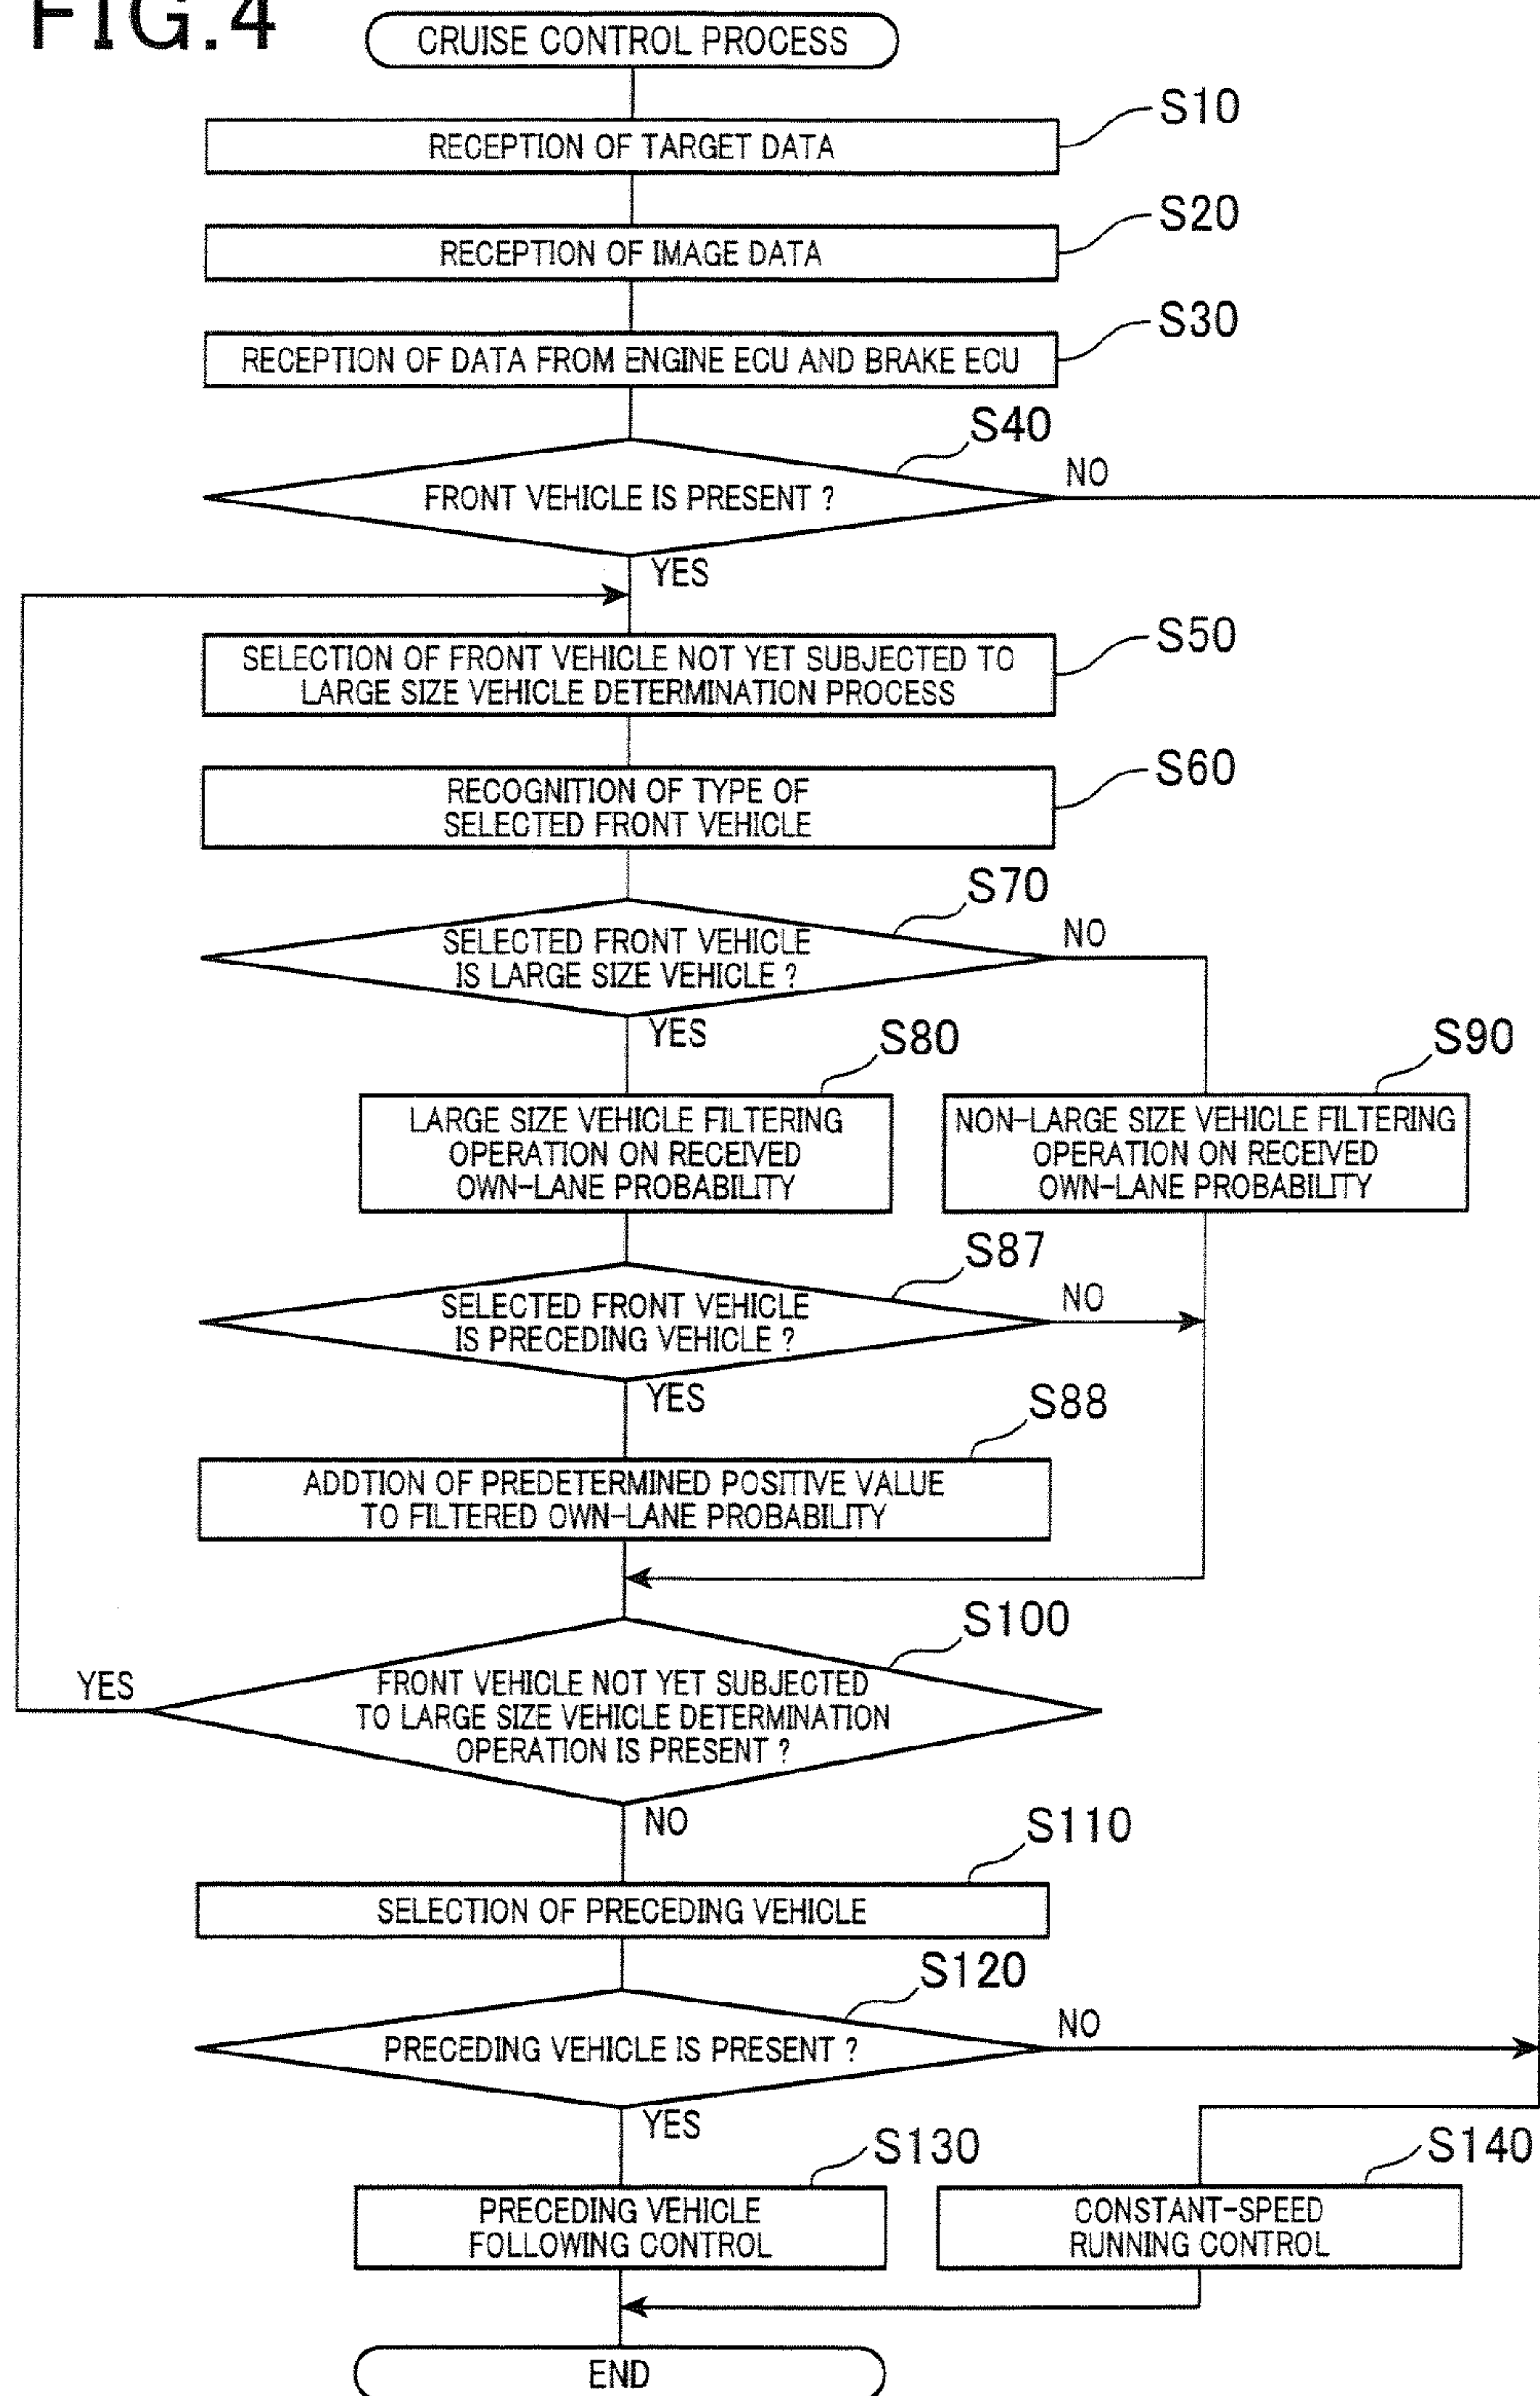 FIG.4
CRUISE CONTROL PROCESS
S10
RECEPTION OF TARGET DATA
S20
RECEPTION OF IMAGE DATA
S30
RECEPTION OF DATA FROM ENGINE ECU AND BRAKE ECU
S40
FRONT VEHICLE IS PRESENT ?
NO
YES
S50
SELECTION OF FRONT VEHICLE NOT YET SUBJECTED TO
LARGE SIZE VEHICLE DETERMINATION PROCESS
S60
RECOGNITION OF TYPE OF
SELECTED FRONT VEHICLE
S70
SELECTED FRONT VEHICLE
IS LARGE SIZE VEHICLE ?
NO
YES
S80
LARGE SIZE VEHICLE FILTERING
OPERATION ON RECEIVED
OWN-LANE PROBABILITY
S90
NON-LARGE SIZE VEHICLE FILTERING
OPERATION ON RECEIVED
OWN-LANE PROBABILITY
S87
SELECTED FRONT VEHICLE
IS PRECEDING VEHICLE ?
NO
YES
S88
ADDTION OF PREDETERMINED POSITIVE VALUE
TO FILTERED OWN-LANE PROBABILITY
S100
FRONT VEHICLE NOT YET SUBJECTED
TO LARGE SIZE VEHICLE DETERMINATION
OPERATION IS PRESENT ?
YES
NO
S110
SELECTION OF PRECEDING VEHICLE
S120
PRECEDING VEHICLE IS PRESENT ?
NO
YES
S130
PRECEDING VEHICLE
FOLLOWING CONTROL
S140
CONSTANT-SPEED
RUNNING CONTROL
END